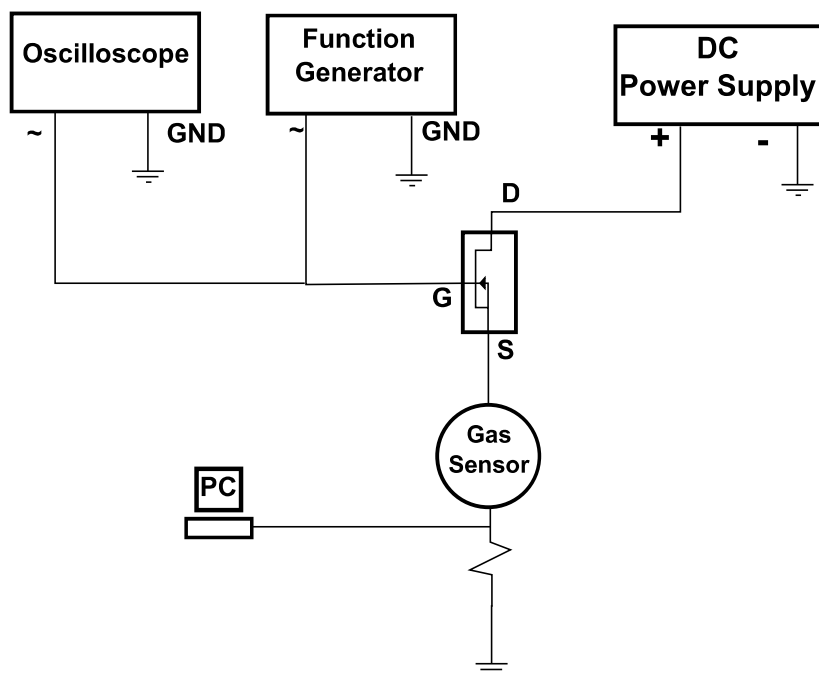 Oscilloscope
Function
Generator
DC
Power Supply
~
GND
~
GND
+
-
D
G
S
Gas
Sensor
PC